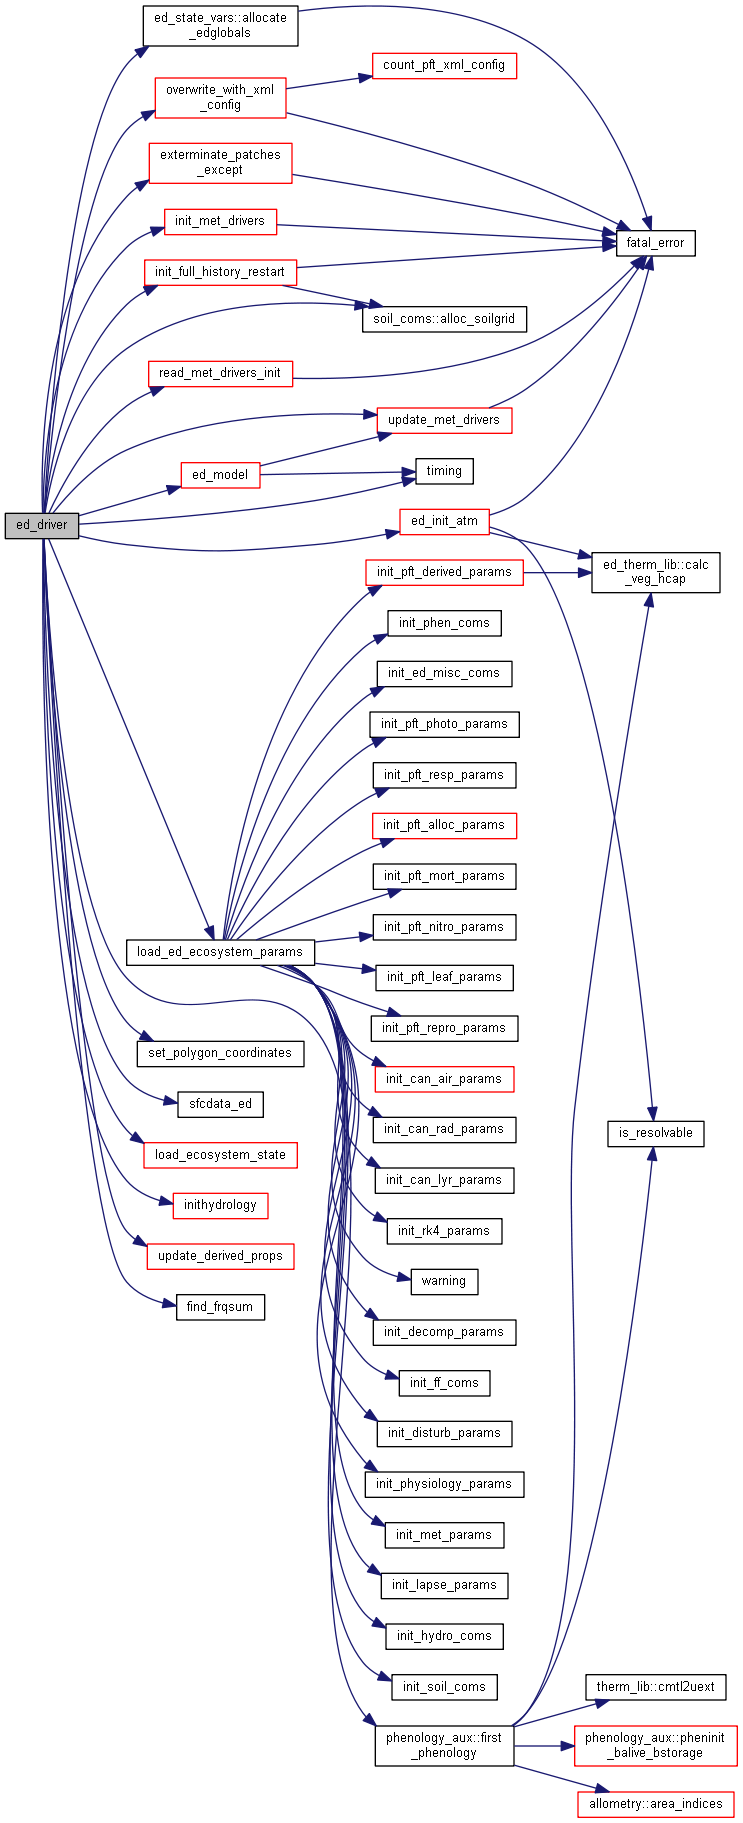 ed_state_vars::allocate
_edglobals
overwrite_with_xml
_config
count_pft_xml_config
exterminate_patches
_except
init_met_drivers
fatal_error
init_full_history_restart
soil_coms::alloc_soilgrid
read_met_drivers_init
update_met_drivers
ed_model
timing
ed_driver
ed_init_atm
init_pft_derived_params
ed_therm_lib::calc
_veg_hcap
init_phen_coms
init_ed_misc_coms
init_pft_photo_params
init_pft_resp_params
init_pft_alloc_params
init_pft_mort_params
init_pft_nitro_params
load_ed_ecosystem_params
init_pft_leaf_params
init_pft_repro_params
set_polygon_coordinates
init_can_air_params
sfcdata_ed
init_can_rad_params
is_resolvable
load_ecosystem_state
init_can_lyr_params
inithydrology
init_rk4_params
update_derived_props
warning
find_frqsum
init_decomp_params
init_ff_coms
init_disturb_params
init_physiology_params
init_met_params
init_lapse_params
init_hydro_coms
init_soil_coms
therm_lib::cmtl2uext
phenology_aux::first
_phenology
phenology_aux::pheninit
_balive_bstorage
allometry::area_indices